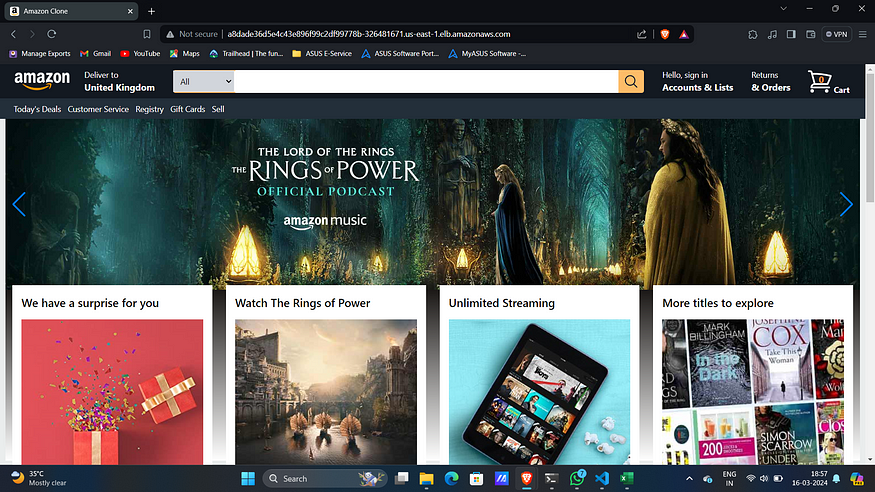 Amazon Clone
Not secure a8dade36d5e4c43e896f99c2df99778b-326481671.us-east-1.elb.amazonaws.com
VPN
Manage Exports Gmail YouTube Maps Trailhead | The fun... ASUS E-Service ASUS Software Port... MyASUS Software -...
amazon
Deliver to
United Kingdom
All
Hello, sign in
Accounts & Lists
Returns
& Orders
0
Cart
Today's Deals Customer Service Registry Gift Cards Sell
THE LORD OF THE RINGS
THE RINGS OF POWER
OFFICIAL PODCAST
amazon music
We have a surprise for you
Watch The Rings of Power
Unlimited Streaming
More titles to explore
MARK
BILLINGHAM
In the
Dark
COX
Take This
Woman
200
SIMON
SCARROW
35°C
Mostly clear
Search
ENG
IN
18:57
16-03-2024